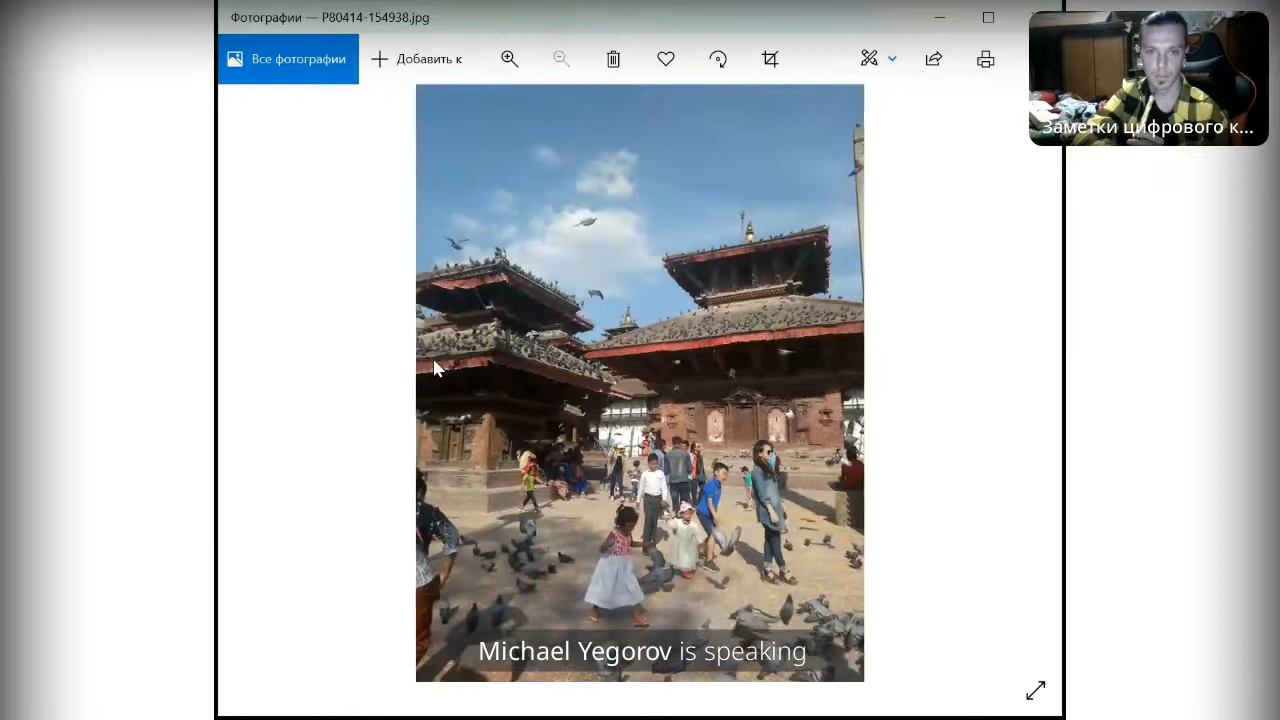 Фотографии — P80414-154938.jpg
Все фотографии
Добавить к
Заметки цифрового к...
Michael Yegorov is speaking